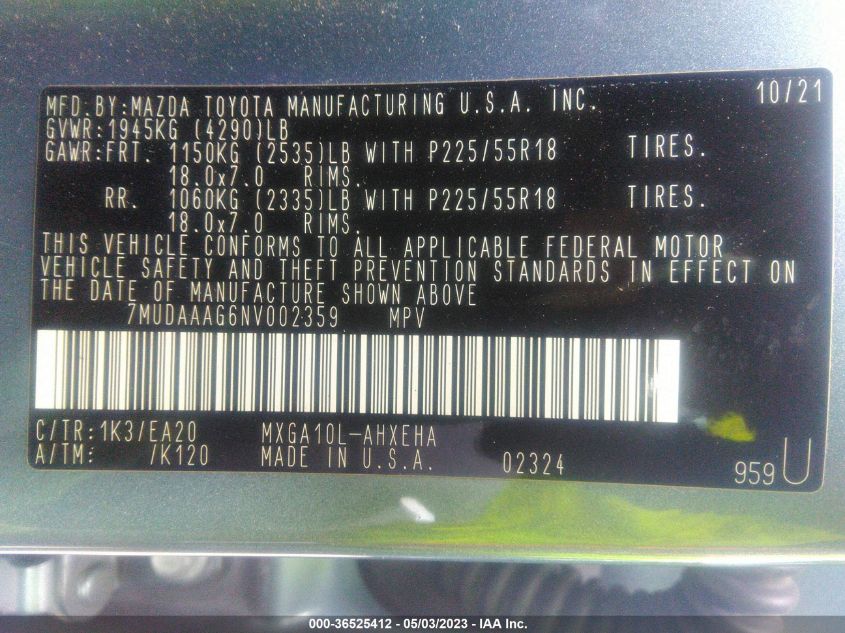 MFD.BY:MAZDA TOYOTA MANUFACTURING U.S.A. INC. 10/21
GVWR:1945KG (4290)LB
GAWR:FRT. 1150KG (2535)LB WITH P225/55R18 TIRES.
18.0x7.0 RIMS.
RR. 1060KG (2335)LB WITH P225/55R18 TIRES.
18.0x7.0 RIMS.
THIS VEHICLE CONFORMS TO ALL APPLICABLE FEDERAL MOTOR
VEHICLE SAFETY AND THEFT PREVENTION STANDARDS IN EFFECT ON
THE DATE OF MANUFACTURE SHOWN ABOVE
7MUDAAAG6NV002359 MPV
C/TR:1K3/EA20 MXGA10L-AHXEHA
A/TM: /K120 MADE IN U.S.A. 02324 959 U
000-36525412 - 05/03/2023 - IAA Inc.